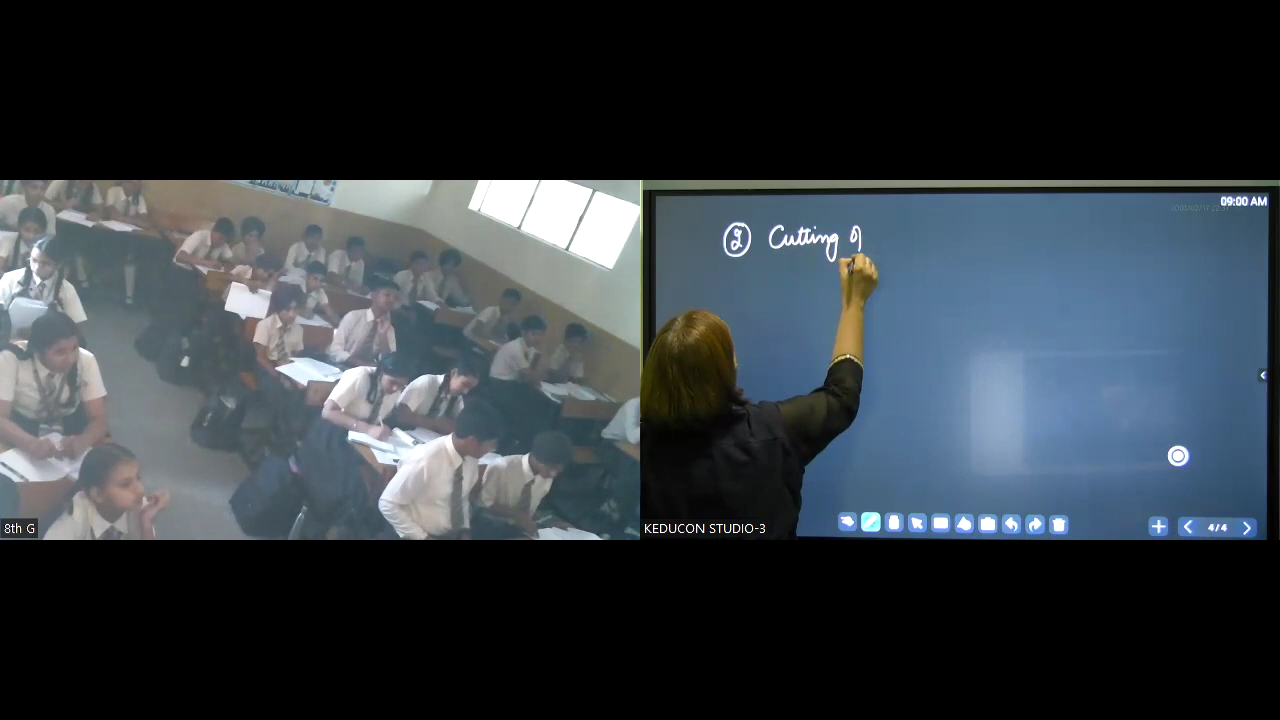 09:00 AM
② Cutting of
8th G
KEDUCON STUDIO-3
4/4